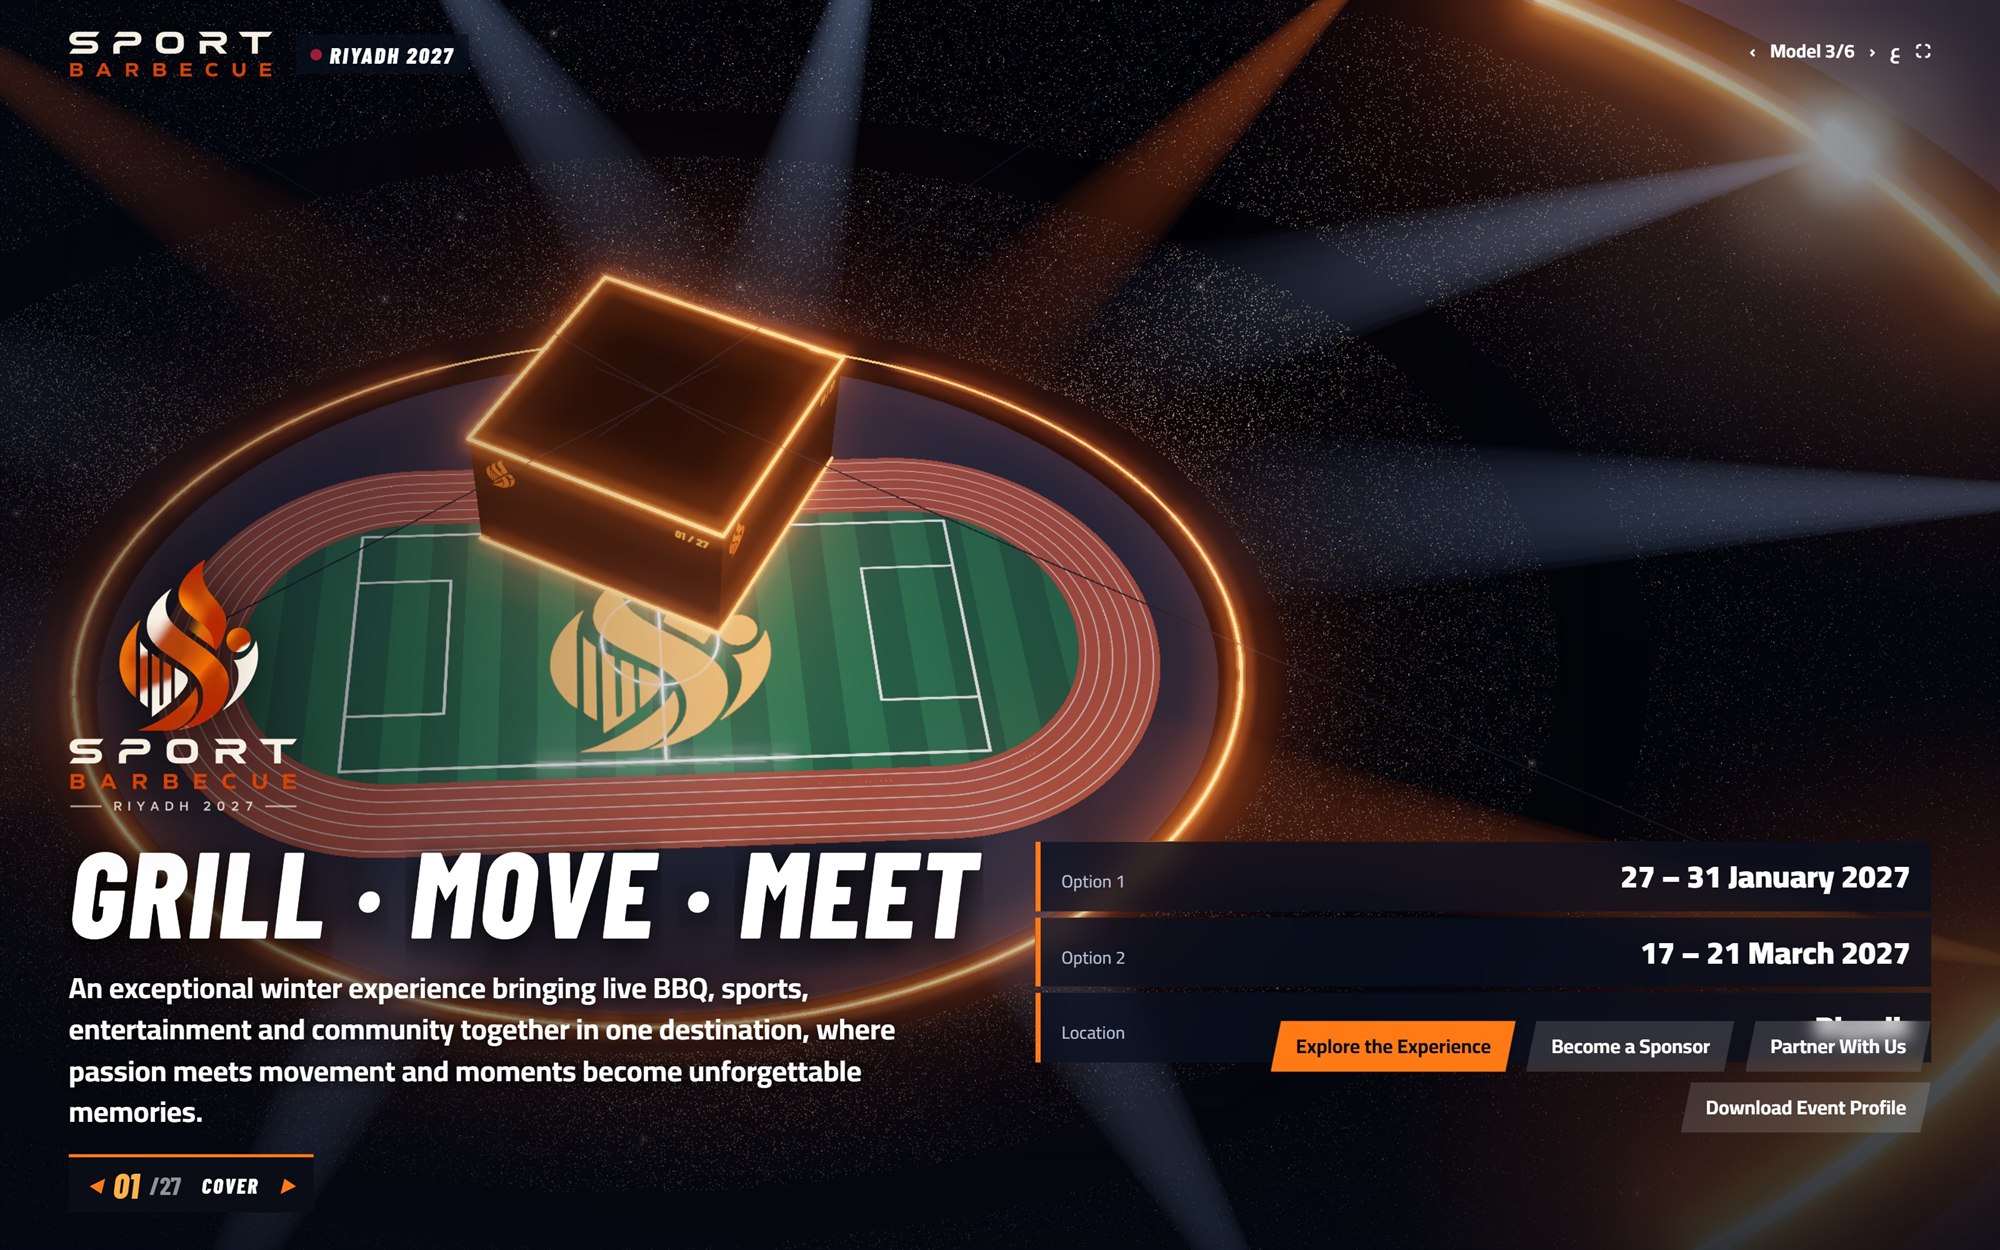 SPORT
BARBECUE
RIYADH 2027
‹ Model 3/6 › ع
01 / 27
SPORT
BARBECUE
RIYADH 2027
GRILL • MOVE • MEET
An exceptional winter experience bringing live BBQ, sports,
entertainment and community together in one destination, where
passion meets movement and moments become unforgettable
memories.
Option 1
27 – 31 January 2027
Option 2
17 – 21 March 2027
Location
Explore the Experience
Become a Sponsor
Partner With Us
Download Event Profile
01 /27 COVER